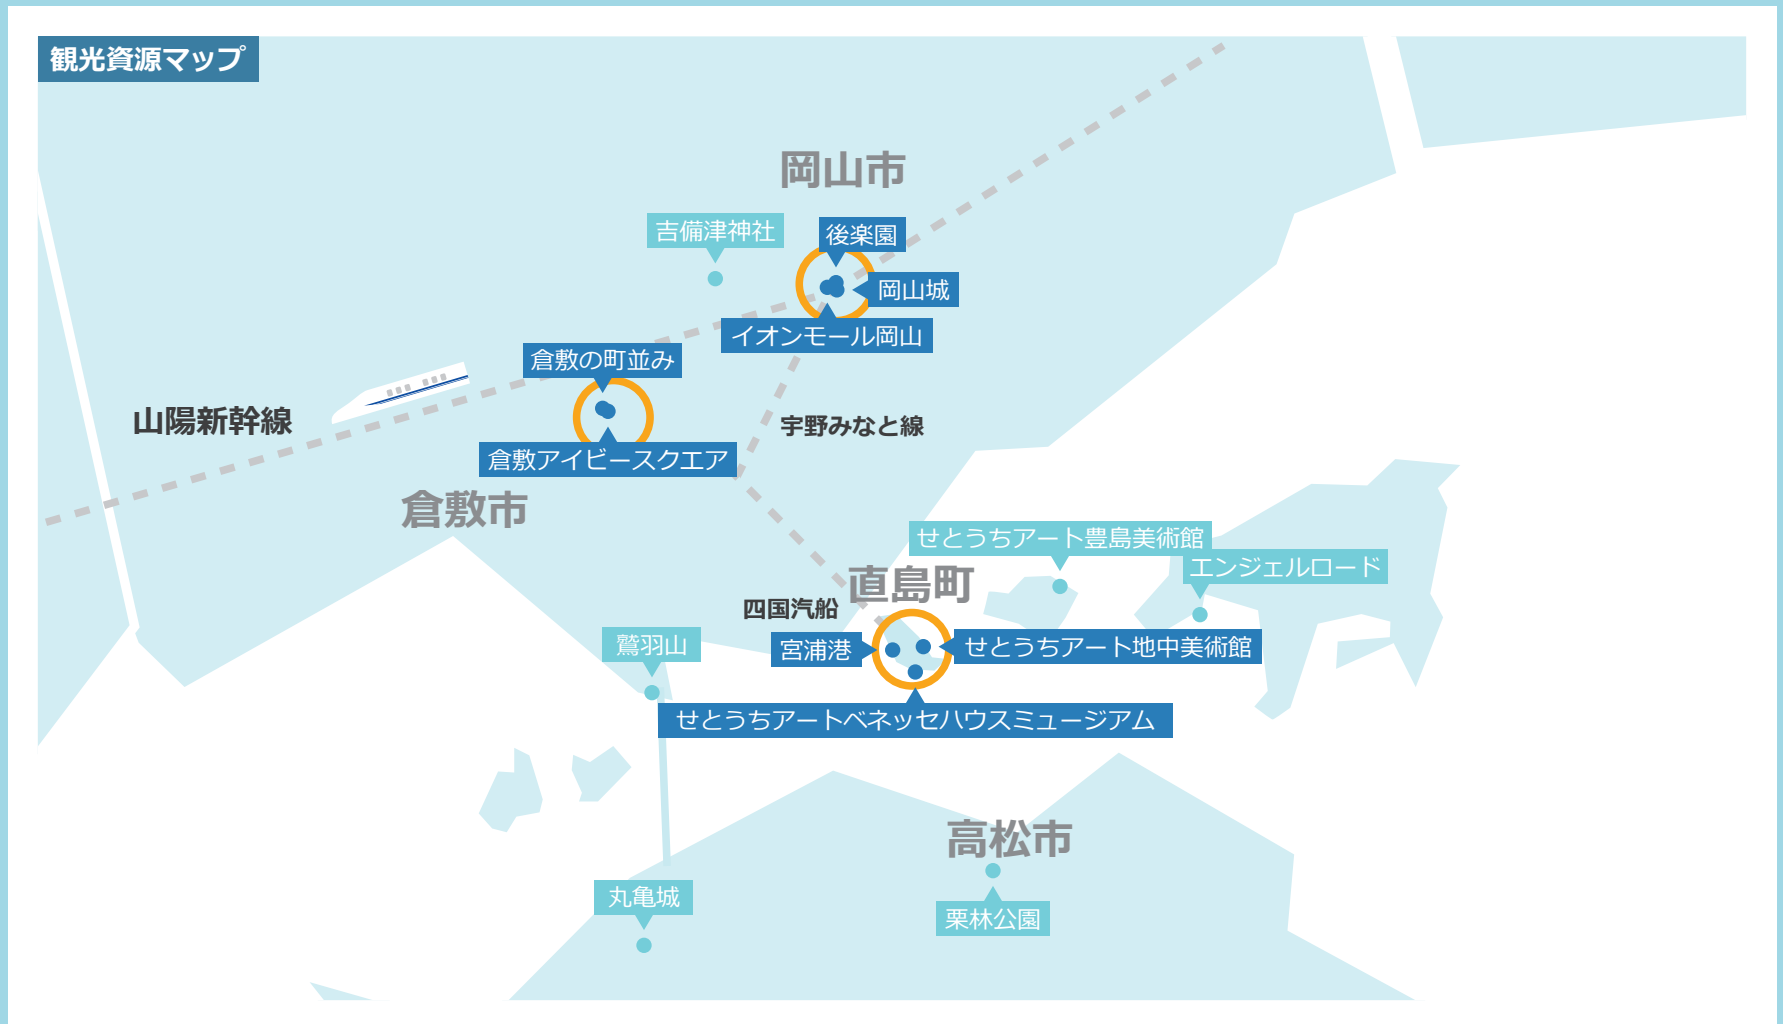 観光資源マップ
岡山市
吉備津神社
後楽園
岡山城
イオンモール岡山
倉敷の町並み
山陽新幹線
宇野みなと線
倉敷アイビースクエア
倉敷市
せとうちアート豊島美術館
エンジェルロード
直島町
四国汽船
鷲羽山
宮浦港
せとうちアート地中美術館
せとうちアートベネッセハウスミュージアム
高松市
丸亀城
栗林公園